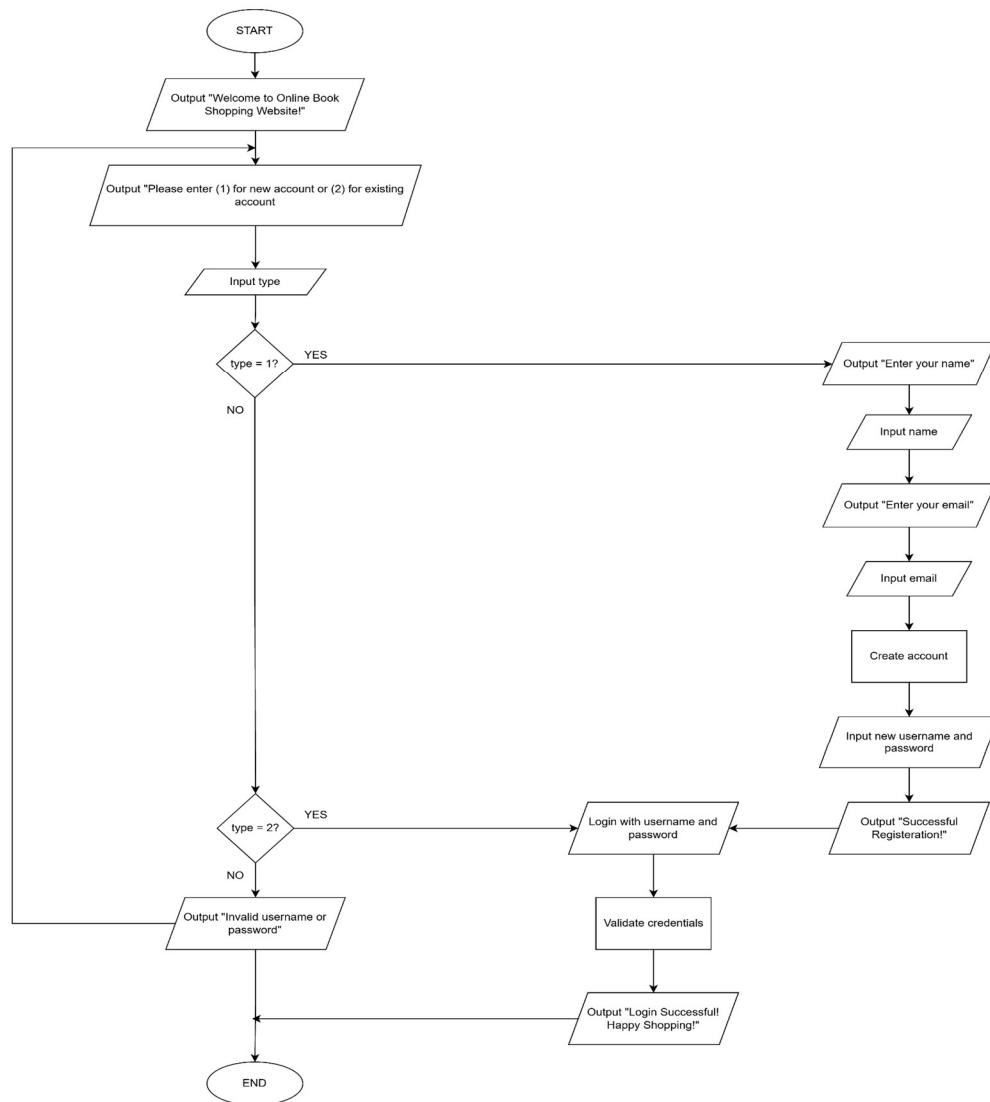 START
Output "Welcome to Online Book
Shopping Website!"
Output "Please enter (1) for new account or (2) for existing
account
Input type
type = 1?
YES
NO
Output "Enter your name"
Input name
Output "Enter your email"
Input email
Create account
Input new username and
password
Output "Successful
Registeration!"
type = 2?
YES
NO
Login with username and
password
Validate credentials
Output "Login Successful!
Happy Shopping!"
Output "Invalid username or
password"
END